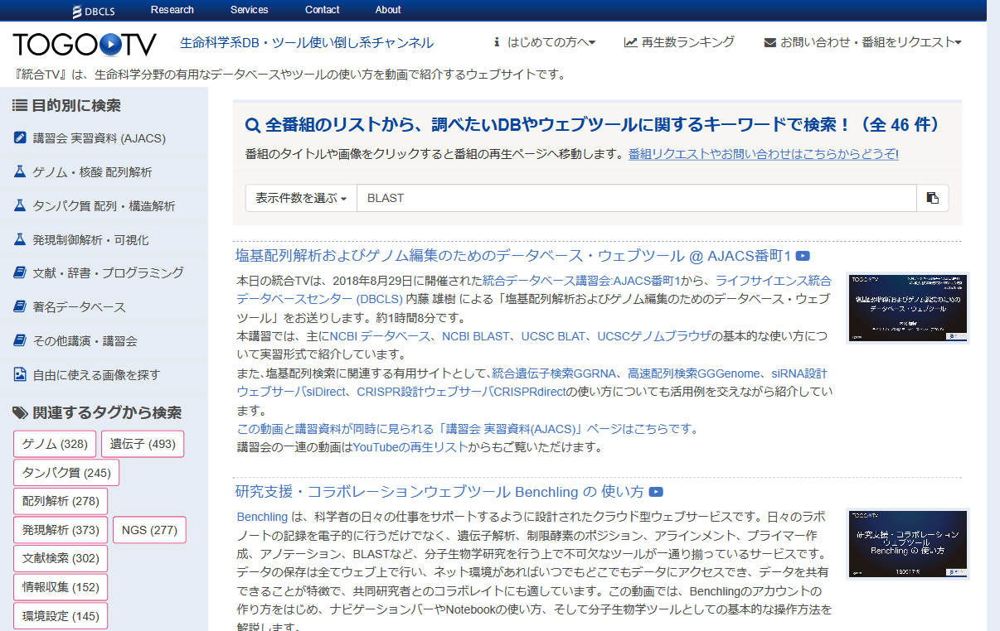 DBCLS Research Services Contact About
TOGO TV 生命科学系DB・ツール使い倒し系チャンネル はじめての方へ 再生数ランキング お問い合わせ・番組をリクエスト
『統合TV』は、生命科学分野の有用なデータベースやツールの使い方を動画で紹介するウェブサイトです。
目的別に検索
講習会 実習資料 (AJACS)
ゲノム・核酸 配列解析
タンパク質 配列・構造解析
発現制御解析・可視化
文献・辞書・プログラミング
著名データベース
その他講演・講習会
自由に使える画像を探す
関連するタグから検索
ゲノム (328) 遺伝子 (493)
タンパク質 (245)
配列解析 (278)
発現解析 (373) NGS (277)
文献検索 (302)
情報収集 (152)
環境設定 (145)
全番組のリストから、調べたいDBやウェブツールに関するキーワードで検索！（全 46 件）
番組のタイトルや画像をクリックすると番組の再生ページへ移動します。番組リクエストやお問い合わせはこちらからどうぞ!
表示件数を選ぶ BLAST
塩基配列解析およびゲノム編集のためのデータベース・ウェブツール @ AJACS番町1
本日の統合TVは、2018年8月29日に開催された統合データベース講習会:AJACS番町1から、ライフサイエンス統合
データベースセンター (DBCLS) 内藤 雄樹 による「塩基配列解析およびゲノム編集のためのデータベース・ウェブ
ツール」をお送りします。約1時間8分です。
本講習では、主にNCBI データベース、NCBI BLAST、UCSC BLAT、UCSCゲノムブラウザの基本的な使い方につ
いて実習形式で紹介しています。
また、塩基配列検索に関連する有用サイトとして、統合遺伝子検索GGRNA、高速配列検索GGGenome、siRNA設計
ウェブサーバsiDirect、CRISPR設計ウェブサーバCRISPRdirectの使い方についても活用例を交えながら紹介してい
ます。
この動画と講習資料が同時に見られる「講習会 実習資料(AJACS)」ページはこちらです。
講習会の一連の動画はYouTubeの再生リストからもご覧いただけます。
TOGO TV
塩基配列解析およびゲノム編集のための
データベース・ウェブツール
研究支援・コラボレーションウェブツール Benchling の 使い方
Benchling は、科学者の日々の仕事をサポートするように設計されたクラウド型ウェブサービスです。日々のラボ
ノートの記録を電子的に行うだけでなく、遺伝子解析、制限酵素のポジション、アラインメント、プライマー作
成、アノテーション、BLASTなど、分子生物学研究を行う上で不可欠なツールが一通り揃っているサービスです。
データの保存は全てウェブ上で行い、ネット環境があればいつでもどこでもデータにアクセスでき、データを共有
できることが特徴で、共同研究者とのコラボレイトにも適しています。この動画では、Benchlingのアカウントの
作り方をはじめ、ナビゲーションバーやNotebookの使い方、そして分子生物学ツールとしての基本的な操作方法を
解説します。
TOGO TV
研究支援・コラボレーション
ウェブツール
Benchling の 使い方